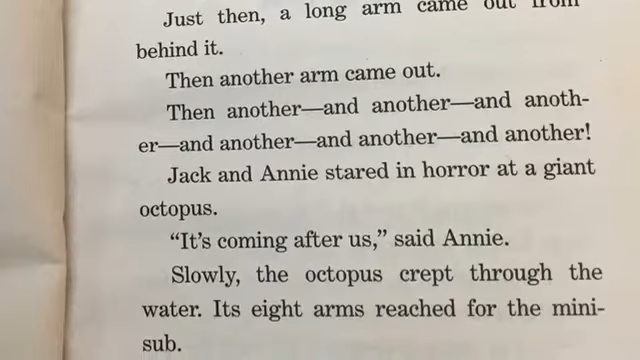 Just then, a long arm came out from
behind it.
Then another arm came out.
Then another—and another—and anoth-
er—and another—and another—and another!
Jack and Annie stared in horror at a giant
octopus.
“It’s coming after us,” said Annie.
Slowly, the octopus crept through the
water. Its eight arms reached for the mini-
sub.